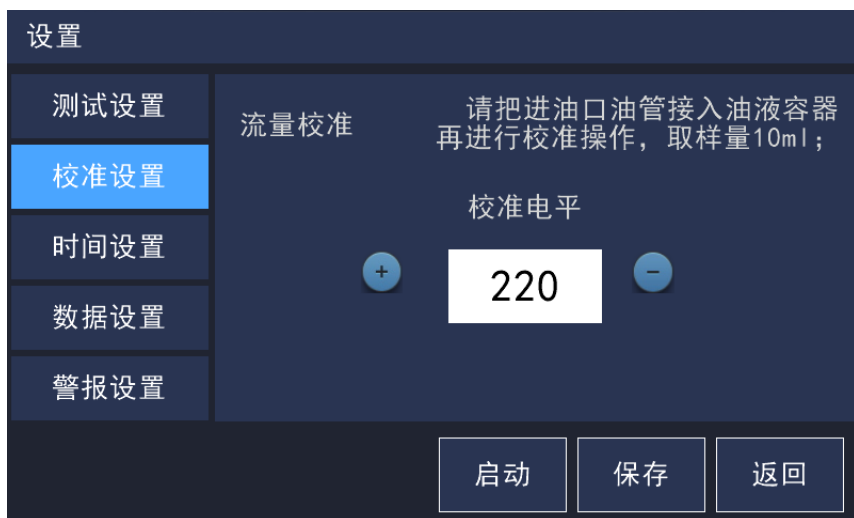 设置
测试设置
校准设置
时间设置
数据设置
警报设置
流量校准
请把进油口油管接入油液容器
再进行校准操作，取样量10ml；
校准电平
+
220
-
启动
保存
返回